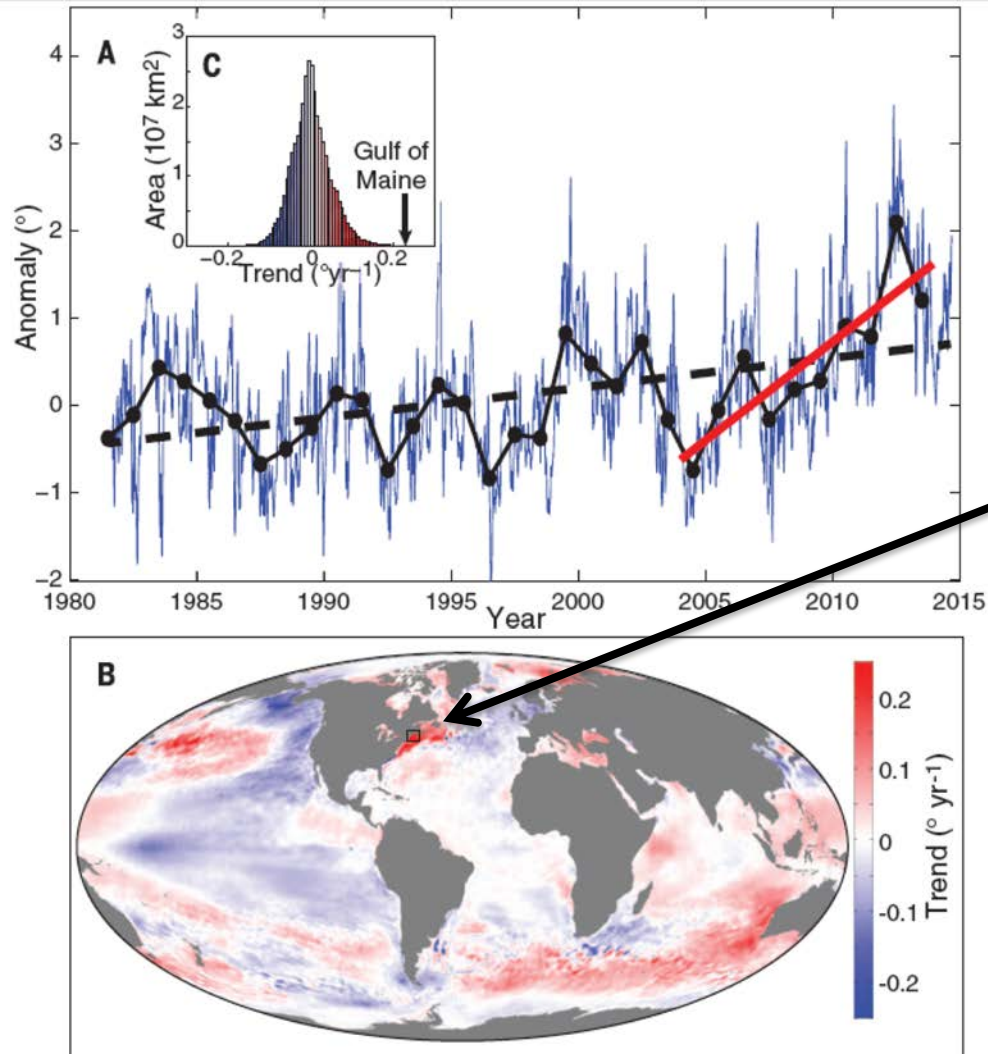 A
C
Area (10⁷ km²)
3
2
1
0
Gulf of
Maine
−0.2 0 0.2
Trend (°yr⁻¹)
Anomaly (°)
4
3
2
1
0
−1
−2
1980 1985 1990 1995 2000 2005 2010 2015
Year
B
0.2
0.1
0
-0.1
-0.2
Trend (° yr⁻¹)